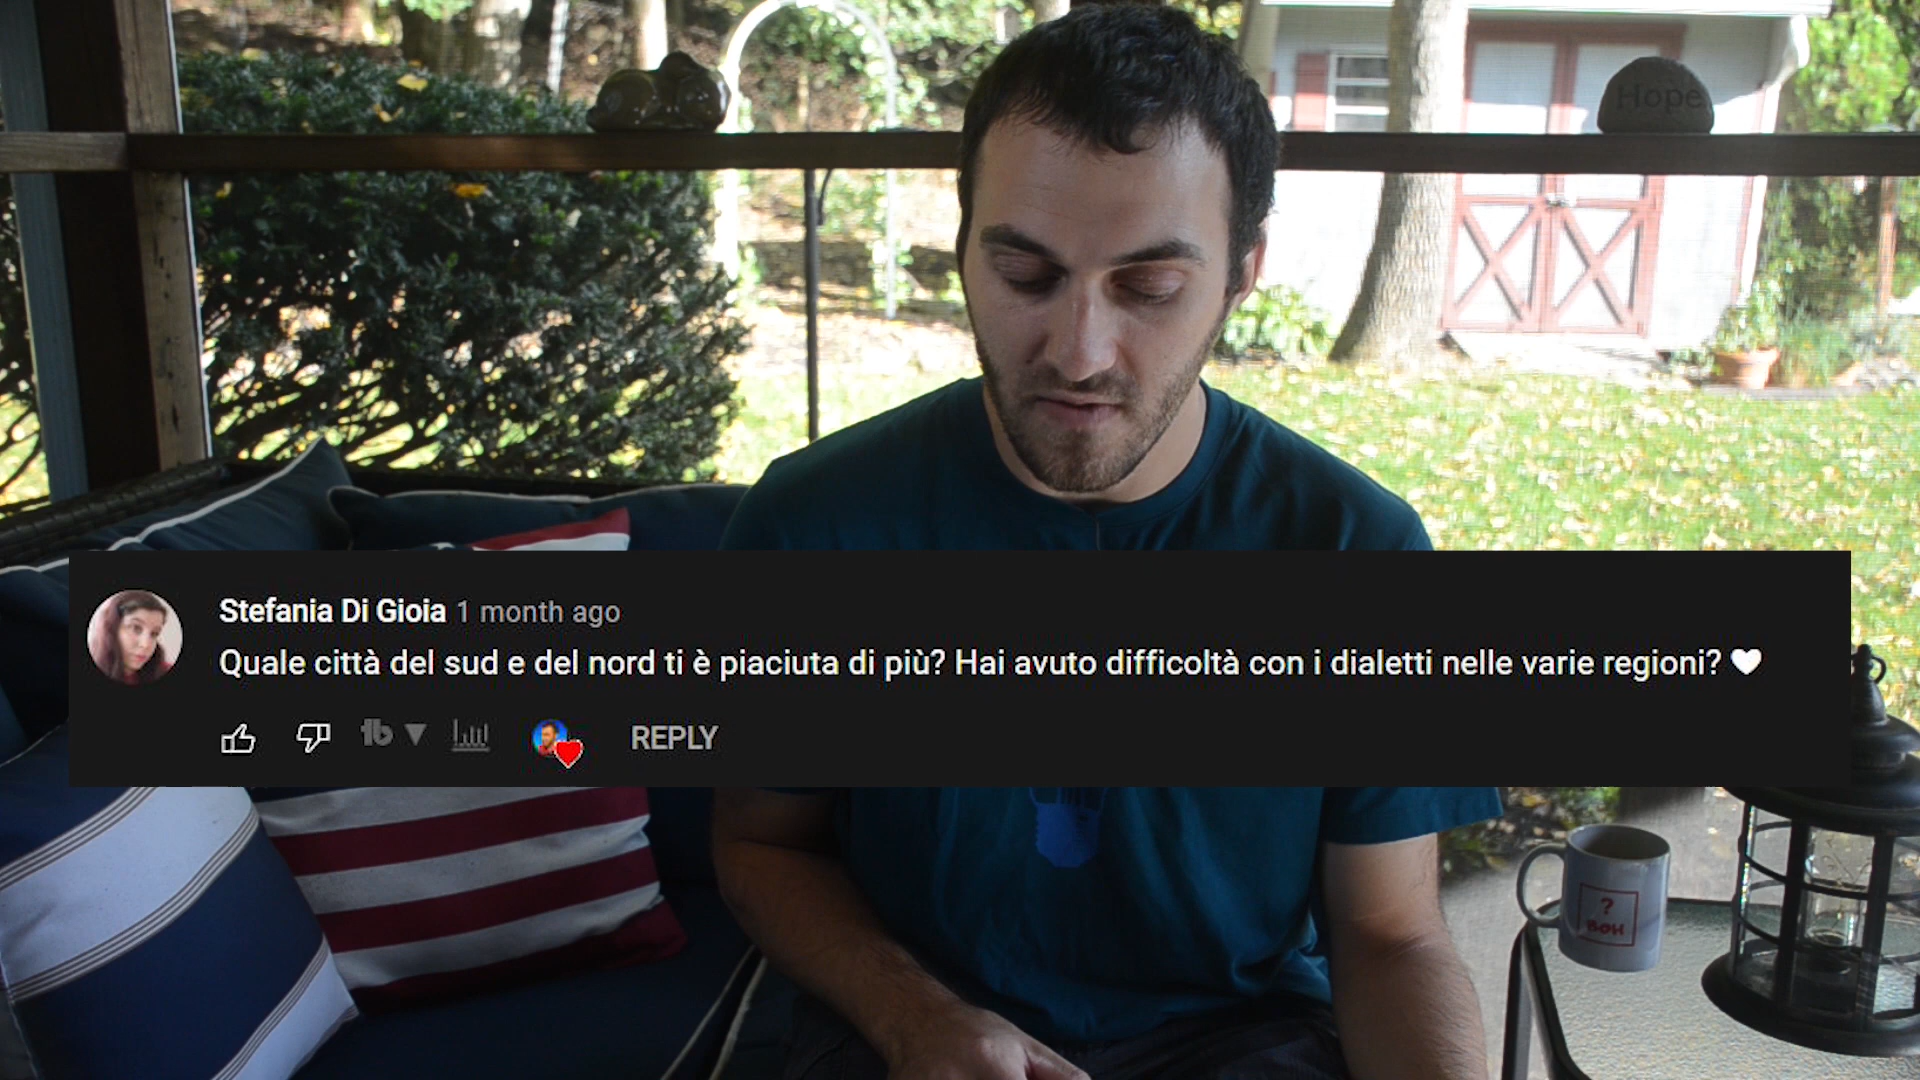 Hope
Stefania Di Gioia 1 month ago
Quale città del sud e del nord ti è piaciuta di più? Hai avuto difficoltà con i dialetti nelle varie regioni? 🤍
REPLY
?
BOH